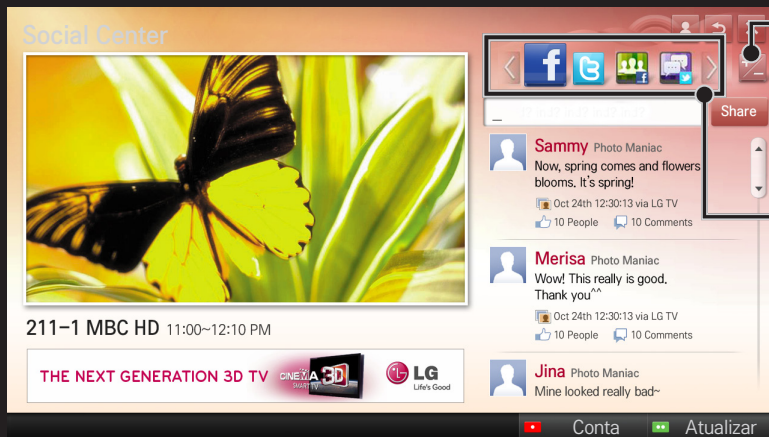 Social Center
Share
Sammy Photo Maniac
Now, spring comes and flowers
blooms. It's spring!
Oct 24th 12:30:13 via LG TV
10 People 10 Comments
Merisa Photo Maniac
Wow! This really is good.
Thank you^^
Oct 24th 12:30:13 via LG TV
10 People 10 Comments
Jina Photo Maniac
Mine looked really bad~
211-1 MBC HD 11:00~12:10 PM
THE NEXT GENERATION 3D TV CINEMA 3D SMART TV LG Life's Good
Conta Atualizar